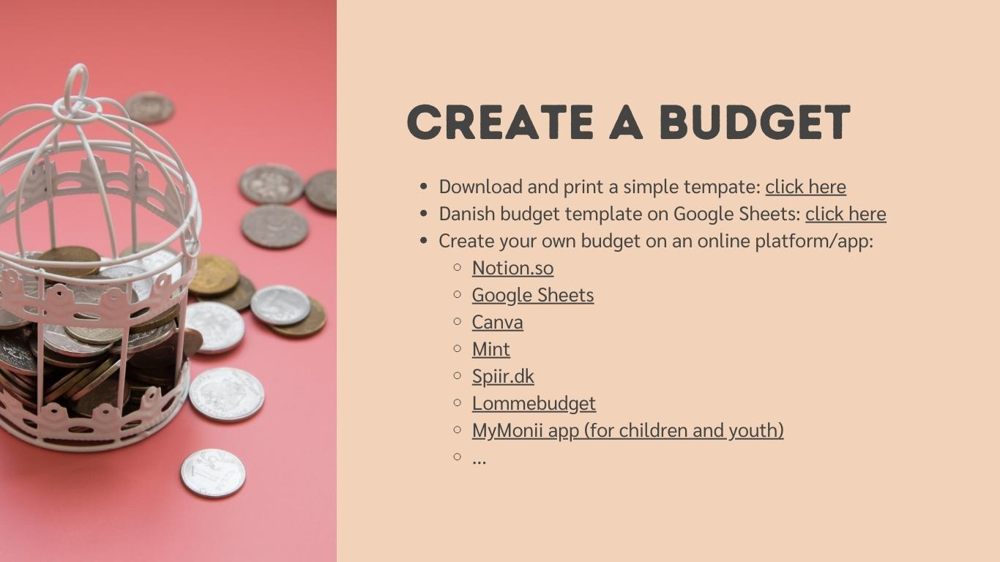 CREATE A BUDGET
• Download and print a simple tempate: click here
• Danish budget template on Google Sheets: click here
• Create your own budget on an online platform/app:
○ Notion.so
○ Google Sheets
○ Canva
○ Mint
○ Spiir.dk
○ Lommebudget
○ MyMonii app (for children and youth)
○ ...